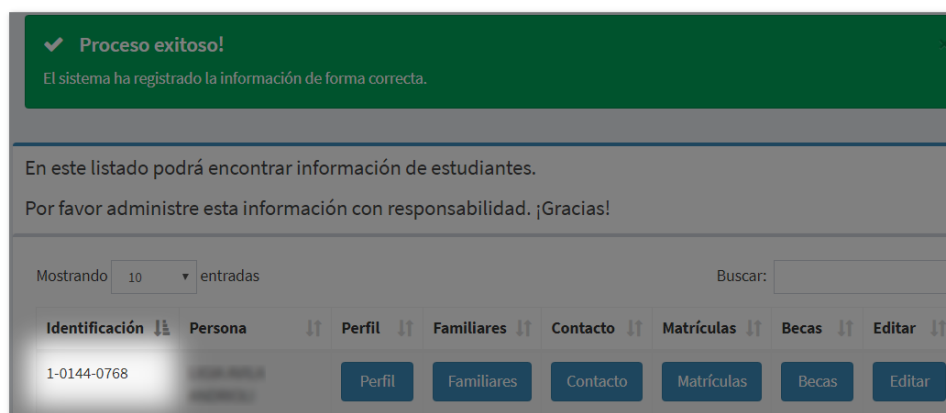 Proceso exitoso!
El sistema ha registrado la información de forma correcta.
En este listado podrá encontrar información de estudiantes.
Por favor administre esta información con responsabilidad. ¡Gracias!
Mostrando 10 entradas Buscar:
Identificación Persona Perfil Familiares Contacto Matrículas Becas Editar
1-0144-0768 Perfil Familiares Contacto Matrículas Becas Editar